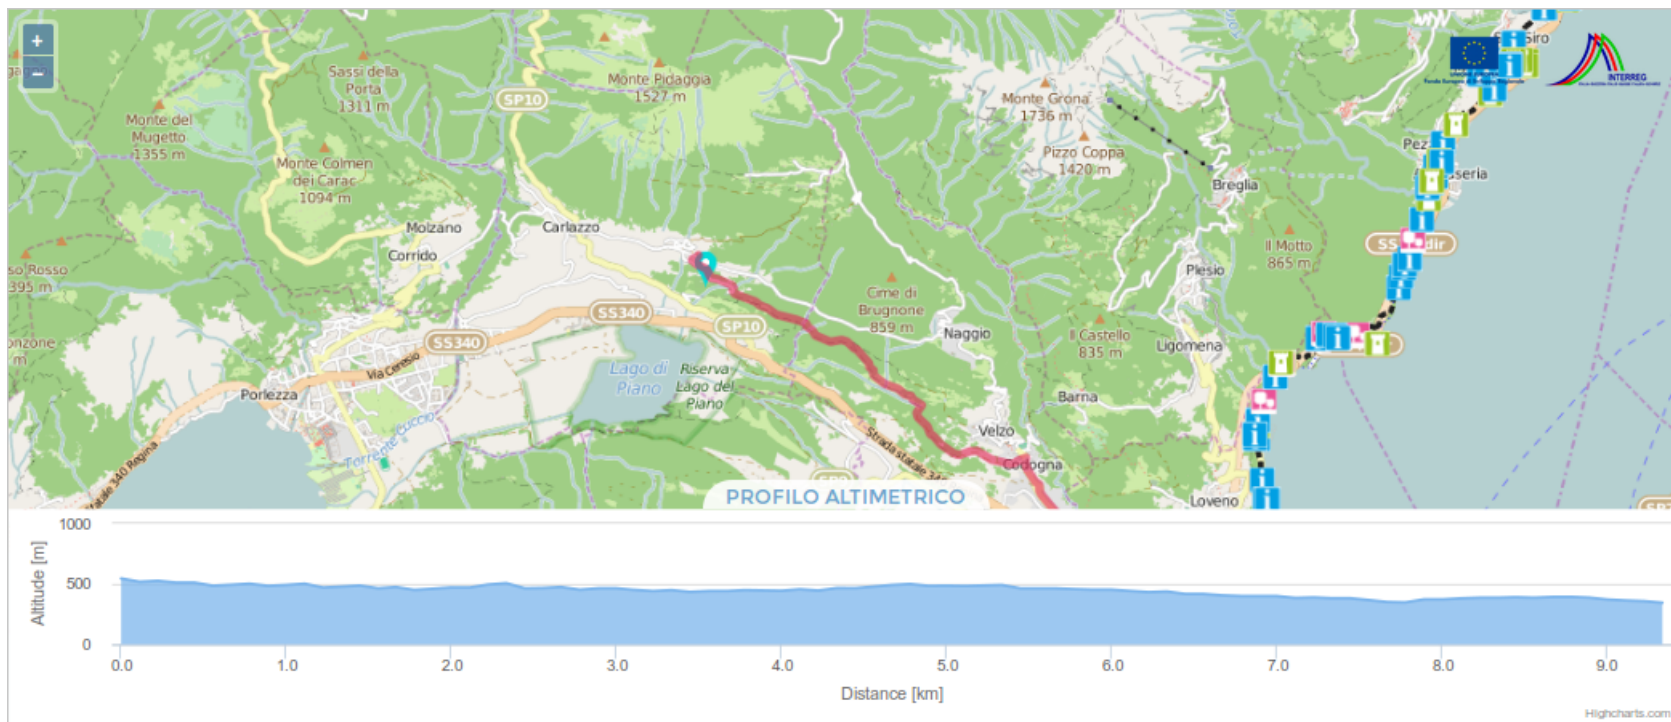 +
−
Sassi della
Porta
1311 m
Monte del
Mugetto
1355 m
Monte Colmen
dei Carac
1094 m
SP10
Monte Pidaggia
1527 m
Monte Grona
1736 m
Pizzo Coppa
1420 m
Breglia
INTERREG
Molzano
Corrido
Carlazzo
Il Motto
865 m
Plesio
Cime di
Brugnone
859 m
Naggio
Il Castello
835 m
Ligomena
SS340
SS340
SP10
Via Ceresio
Porlezza
Lago di
Piano
Riserva
Lago del
Piano
Barna
Velzo
Codogna
Torrente Cuccio
Loveno
PROFILO ALTIMETRICO
Altitude [m]
1000
500
0
0.0 1.0 2.0 3.0 4.0 5.0 6.0 7.0 8.0 9.0
Distance [km]
Highcharts.com